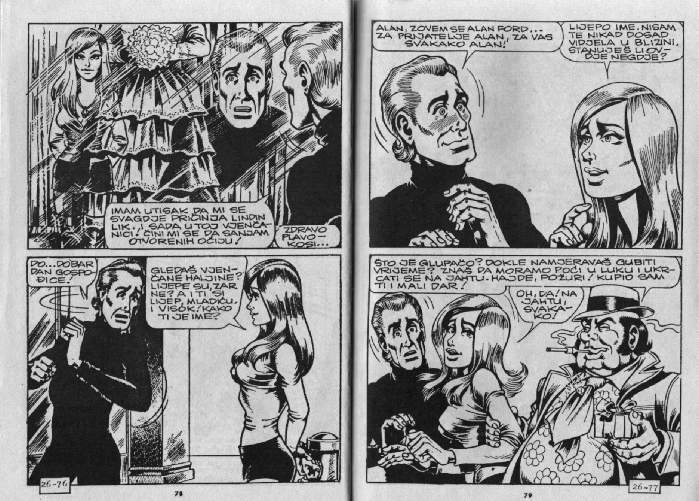 IMAM UTISAK DA MI SE
SVAGDJE PRIČINJA LINDIN
LIK. I SADA U TOJ VJENČA-
NICI! ČINI MI SE DA SANJAM
OTVORENIH OČIJU!
ZDRAVO
PLAVO-
KOSI...
DO...DOBAR
DAN GOSPO-
ĐICE!
GLEDAŠ VJEN-
ČANE HALJINE?
LIJEPE SU, ZAR
NE? A I TI SI
LIJEP, MLADIĆU,
I VISOK! KAKO
TI JE IME?
26-76
78
ALAN, ZOVEM SE ALAN FORD...
ZA PRIJATELJE ALAN, ZA VAS
SVAKAKO ALAN!
LIJEPO IME. NISAM
TE NIKAD DOSAD
VIDJELA U BLIZINI,
STANUJEŠ LI OV-
DJE NEGDJE?
ŠTO JE GLUPAČO? DOKLE NAMJERAVAŠ GUBITI
VRIJEME? ZNAŠ DA MORAMO POĆI U LUKU I UKR-
CATI SE NA JAHTU. HAJDE, POŽURI! KUPIO SAM
TI I MALI DAR!
OH, DA! NA
JAHTU,
SVAKA-
KO!
26-77
79